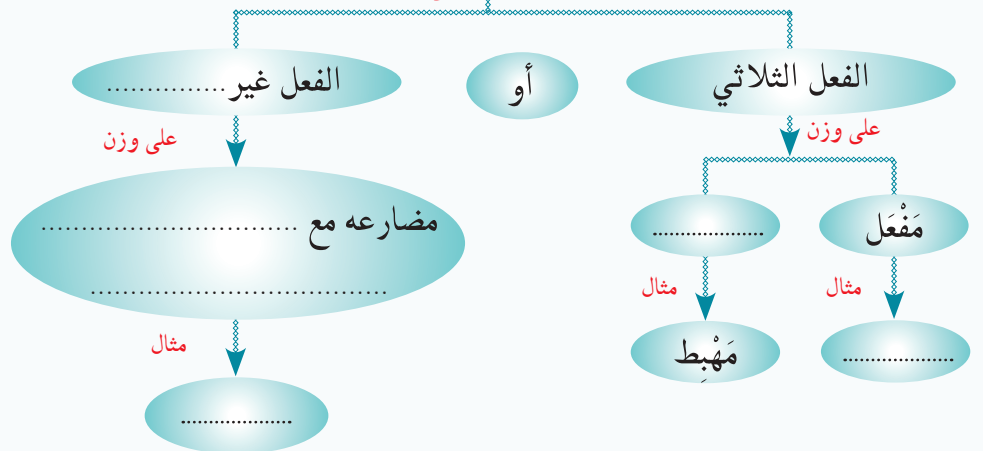 الفعل الثلاثي
أو
الفعل غير ...............
على وزن
على وزن
مَفْعَل
....................
مضارعه مع ................................
.....................................
مثال
مثال
مثال
....................
مَهْبِط
....................